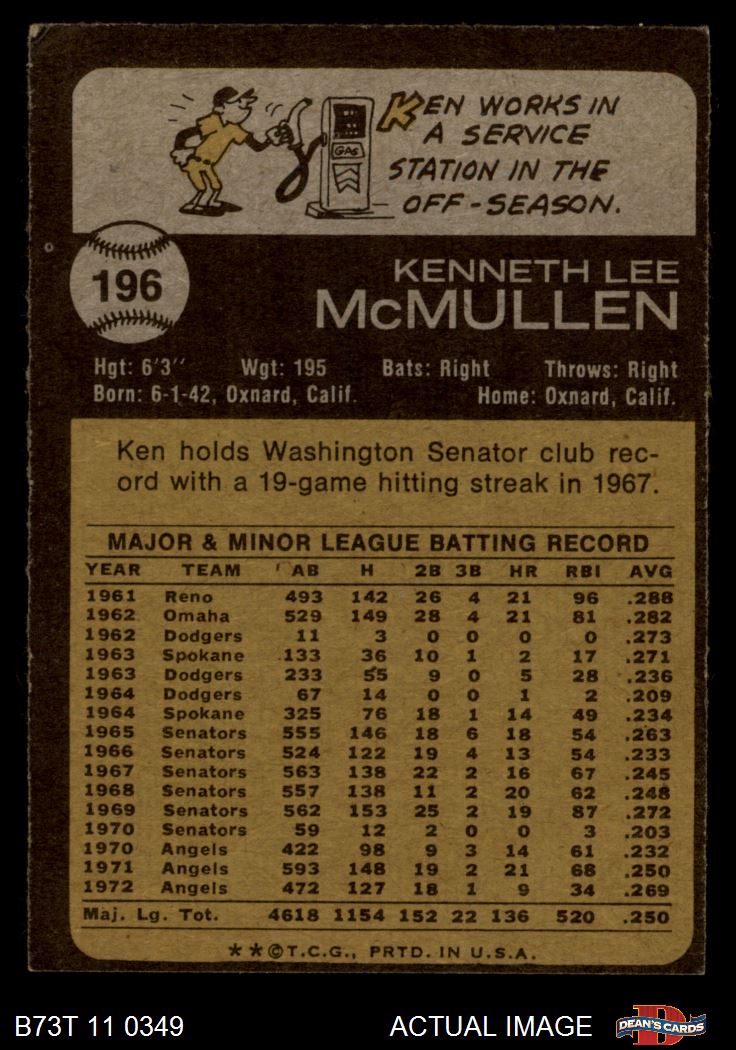 KEN WORKS IN
A SERVICE
STATION IN THE
OFF-SEASON.
GAS
196
KENNETH LEE
McMULLEN
Hgt: 6'3'' Wgt: 195 Bats: Right Throws: Right
Born: 6-1-42, Oxnard, Calif. Home: Oxnard, Calif.
Ken holds Washington Senator club rec-
ord with a 19-game hitting streak in 1967.
MAJOR & MINOR LEAGUE BATTING RECORD
YEAR TEAM AB H 2B 3B HR RBI AVG
1961 Reno 493 142 26 4 21 96 .288
1962 Omaha 529 149 28 4 21 81 .282
1962 Dodgers 11 3 0 0 0 0 .273
1963 Spokane 133 36 10 1 2 17 .271
1963 Dodgers 233 55 9 0 5 28 .236
1964 Dodgers 67 14 0 0 1 2 .209
1964 Spokane 325 76 18 1 14 49 .234
1965 Senators 555 146 18 6 18 54 .263
1966 Senators 524 122 19 4 13 54 .233
1967 Senators 563 138 22 2 16 67 .245
1968 Senators 557 138 11 2 20 62 .248
1969 Senators 562 153 25 2 19 87 .272
1970 Senators 59 12 2 0 0 3 .203
1970 Angels 422 98 9 3 14 61 .232
1971 Angels 593 148 19 2 21 68 .250
1972 Angels 472 127 18 1 9 34 .269
Maj. Lg. Tot. 4618 1154 152 22 136 520 .250
**©T.C.G., PRTD. IN U.S.A.
B73T 11 0349 ACTUAL IMAGE
D
DEAN'S CARDS